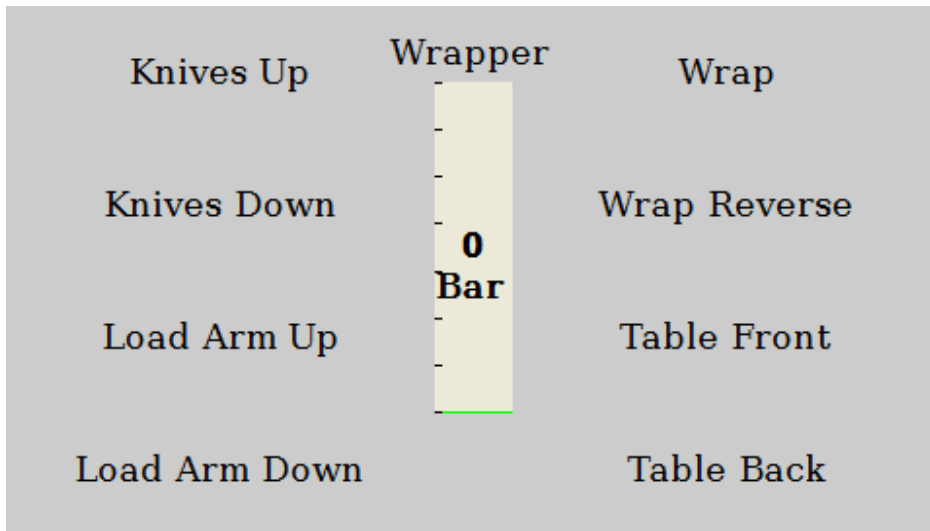 Wrapper
Knives Up
Wrap
Knives Down
Wrap Reverse
0
Bar
Load Arm Up
Table Front
Load Arm Down
Table Back